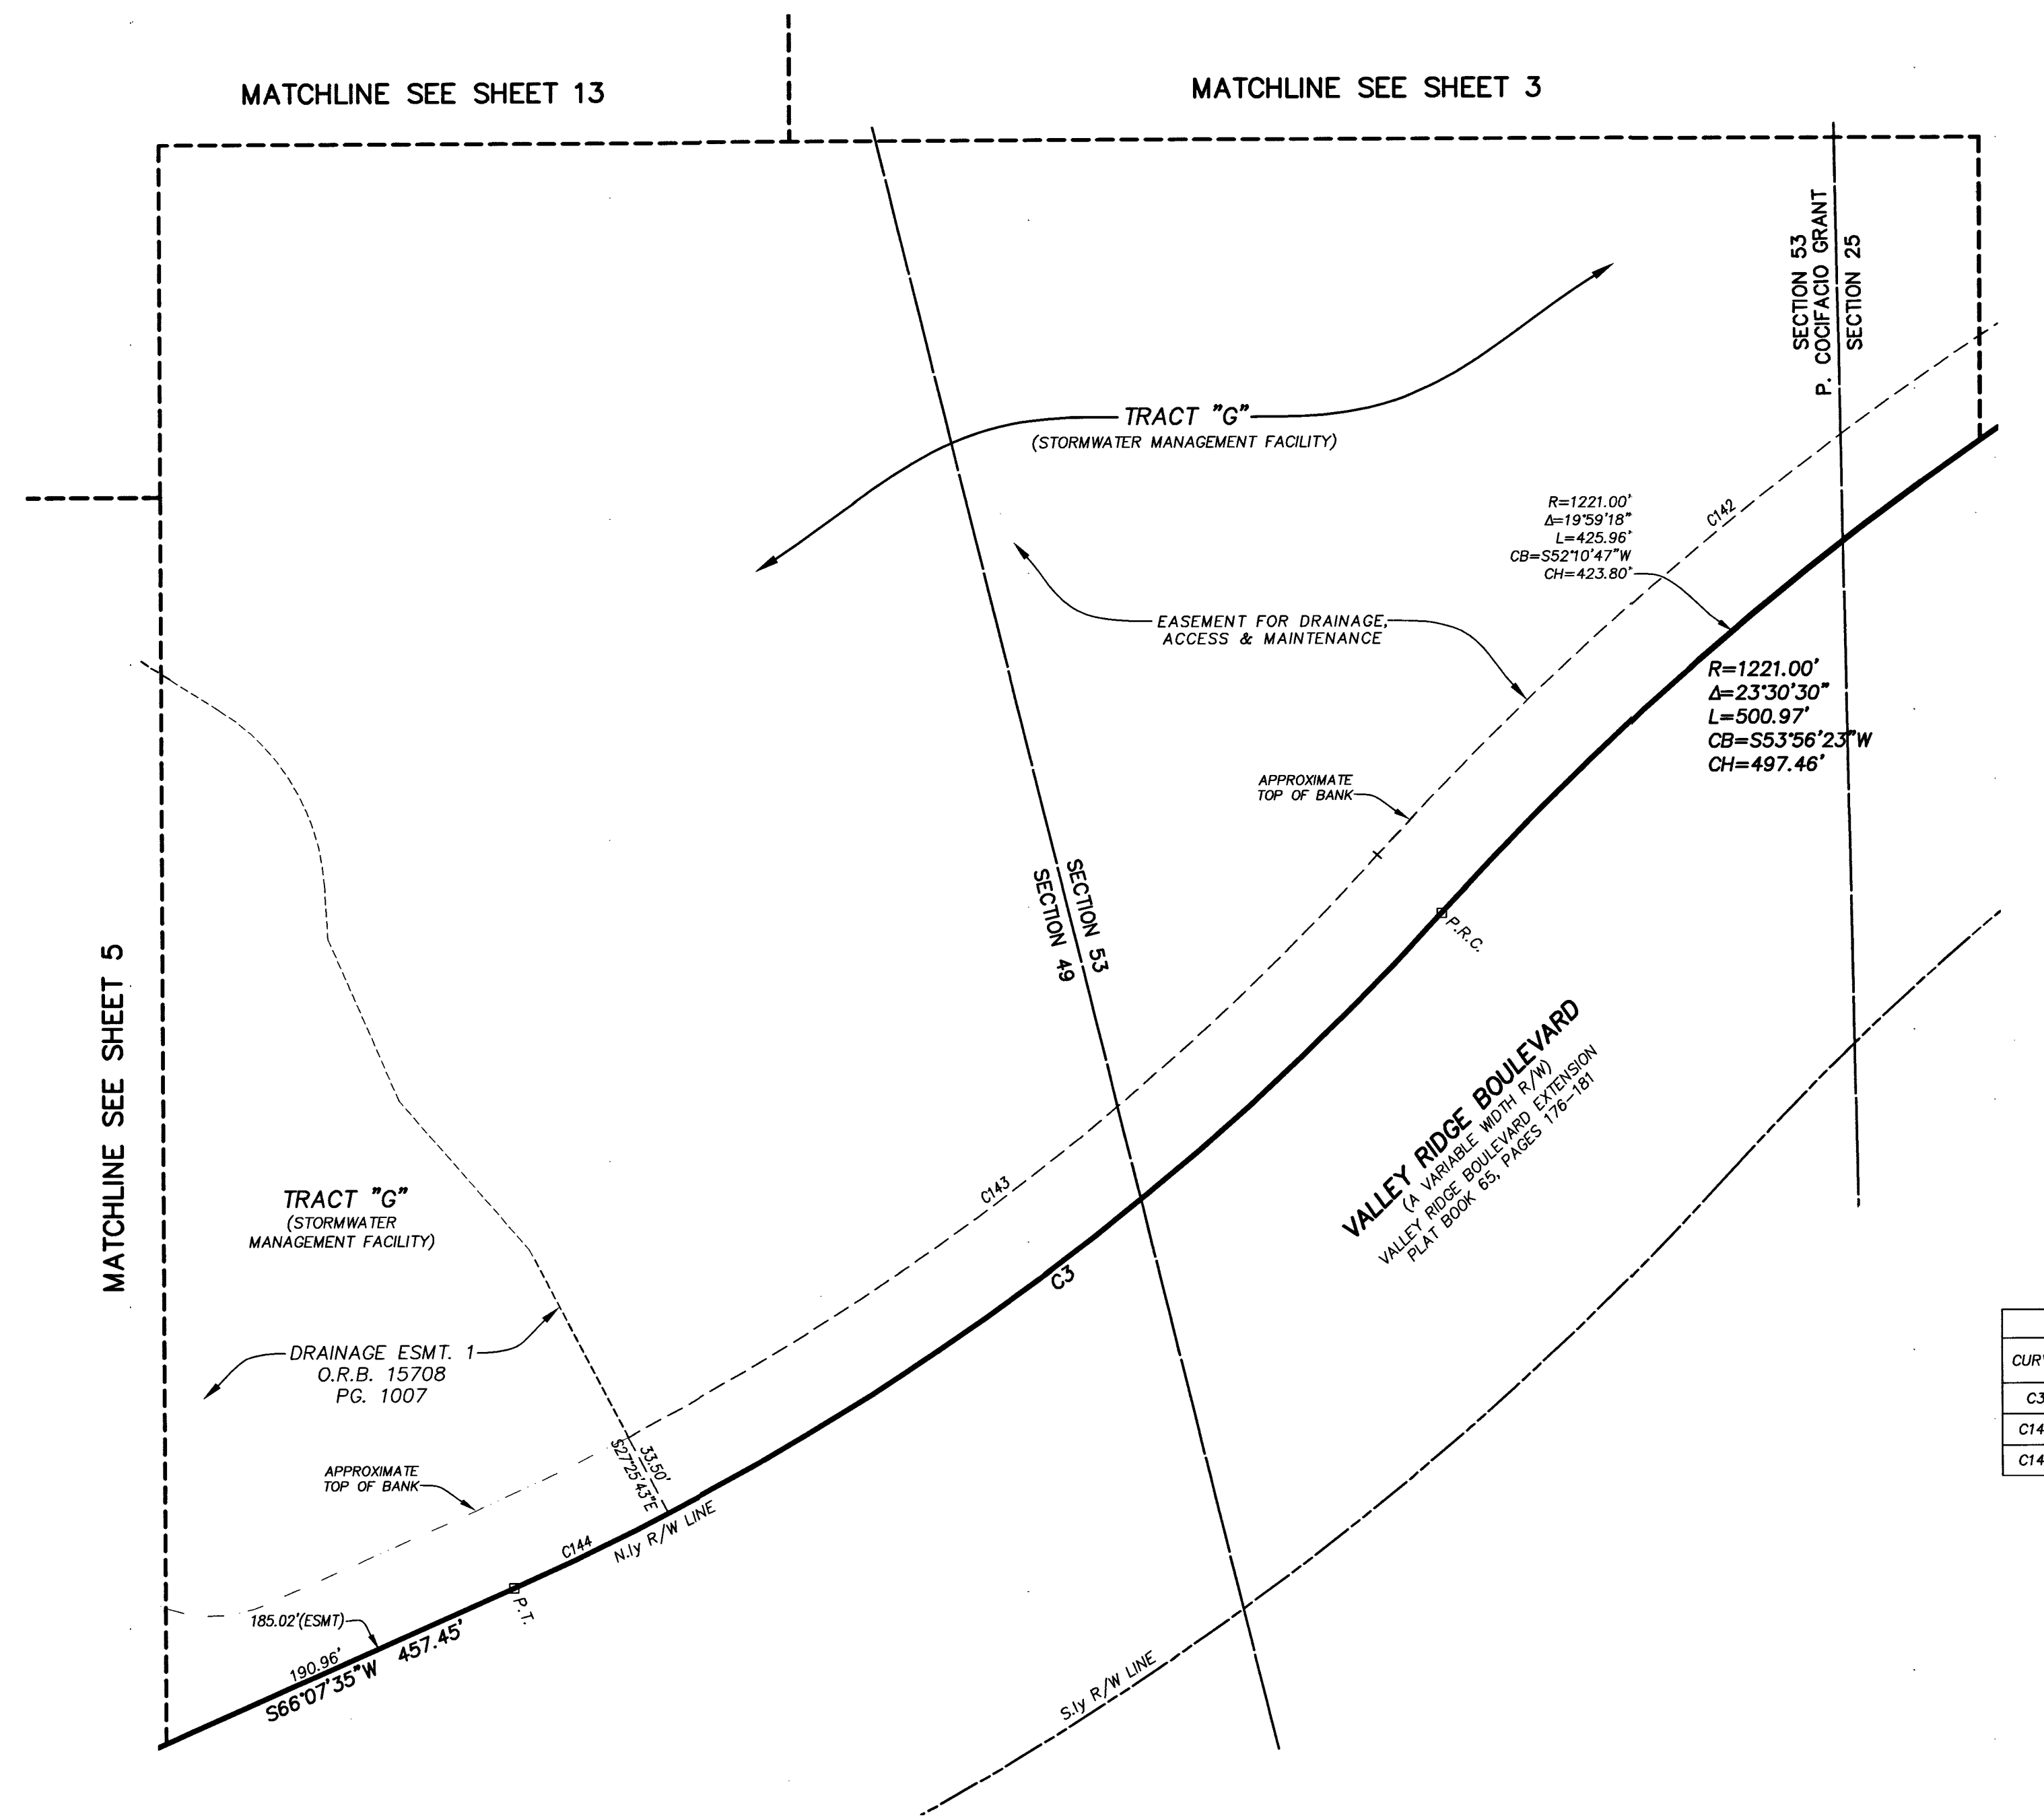 MATCHLINE SEE SHEET 13
MATCHLINE SEE SHEET 3
SECTION 53
P. COCIFACIO GRANT
SECTION 25
TRACT "G"
(STORMWATER MANAGEMENT FACILITY)
R=1221.00'
Δ=19°59'18"
L=425.96'
CB=S52°10'47"W
CH=423.80'
C142
EASEMENT FOR DRAINAGE,
ACCESS & MAINTENANCE
R=1221.00'
Δ=23°30'30"
L=500.97'
CB=S53°56'23"W
CH=497.46'
APPROXIMATE
TOP OF BANK
SECTION 53
SECTION 49
P.R.C.
MATCHLINE SEE SHEET 5
VALLEY RIDGE BOULEVARD
(A VARIABLE WIDTH R/W)
VALLEY RIDGE BOULEVARD EXTENSION
PLAT BOOK 65, PAGES 176-181
C143
C3
TRACT "G"
(STORMWATER
MANAGEMENT FACILITY)
DRAINAGE ESMT. 1
O.R.B. 15708
PG. 1007
33.50'
S27°25'43"E
APPROXIMATE
TOP OF BANK
C144
N.ly R/W LINE
P.T.
185.02'(ESMT)
190.96'
S66°07'35"W 457.45'
S.ly R/W LINE
CUR
C3
C14
C14